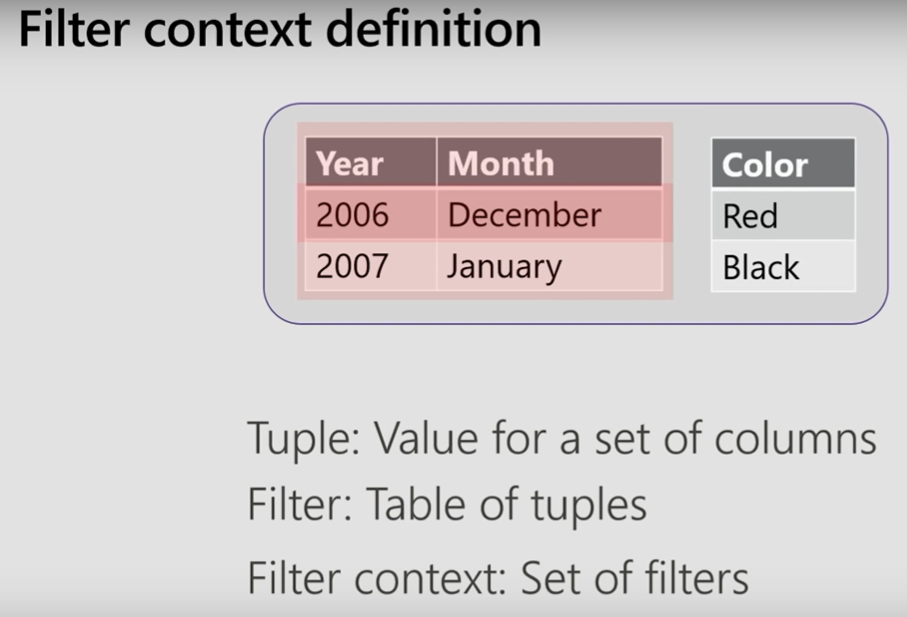 Filter context definition
Year Month Color
2006 December Red
2007 January Black
Tuple: Value for a set of columns
Filter: Table of tuples
Filter context: Set of filters